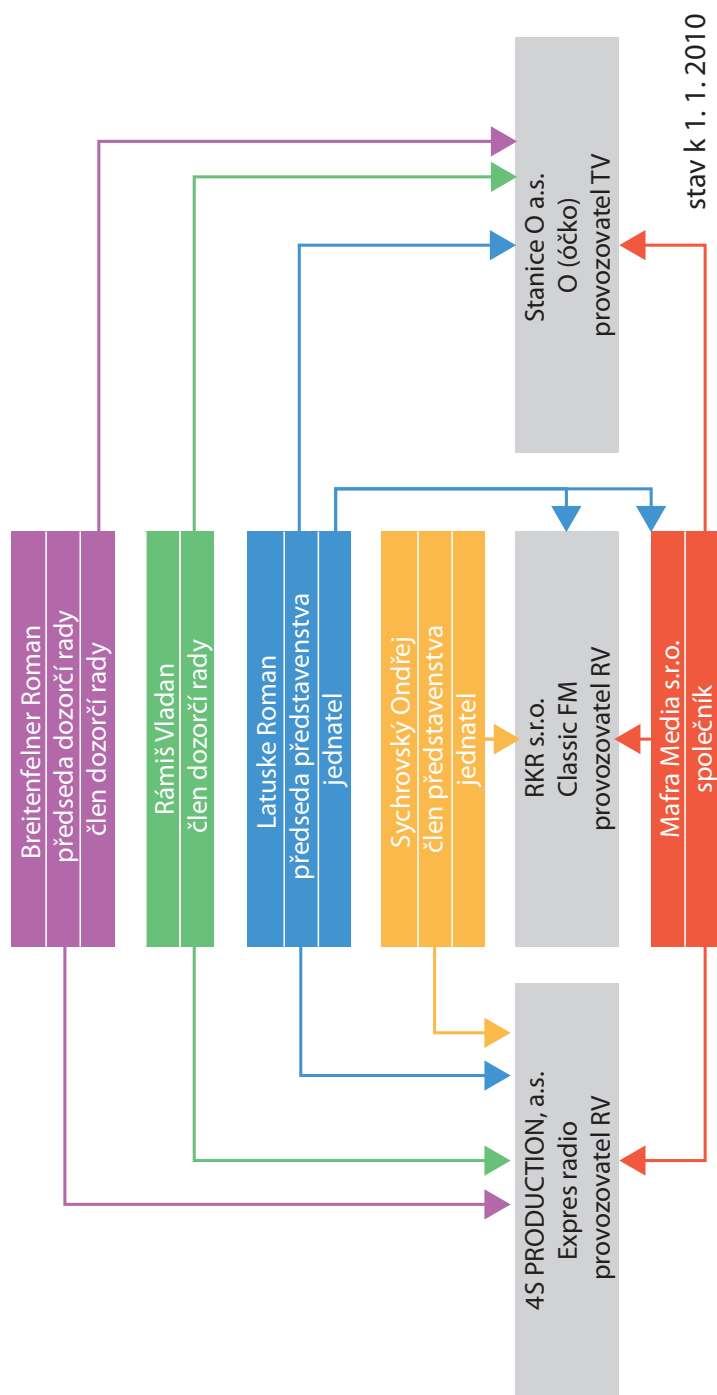 Breitenfelner Roman
předseda dozorčí rady
člen dozorčí rady
Rámiš Vladan
člen dozorčí rady
Latuske Roman
předseda představenstva
jednatel
Sychrovský Ondřej
člen představenstva
jednatel
4S PRODUCTION, a.s.
Expres radio
provozovatel RV
RKR s.r.o.
Classic FM
provozovatel RV
Stanice O a.s.
O (óčko)
provozovatel TV
Mafra Media s.r.o.
společník
stav k 1. 1. 2010